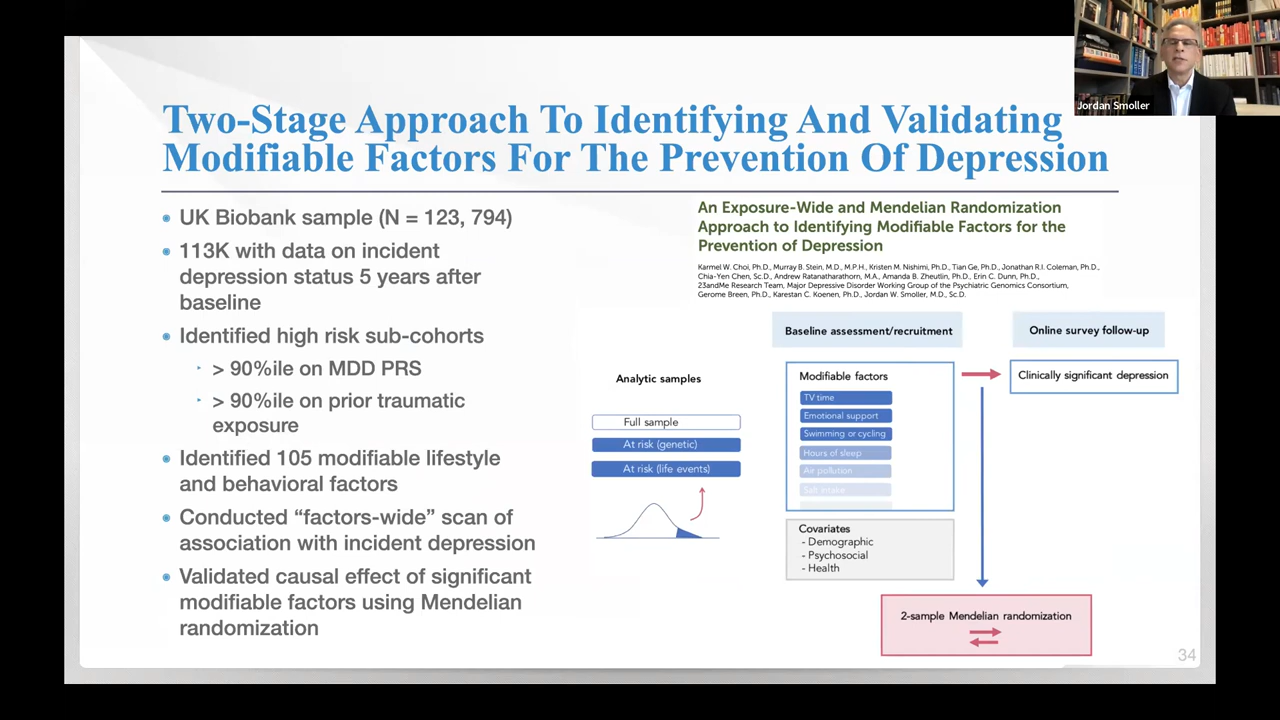 Jordan Smoller
Two-Stage Approach To Identifying And Validating
Modifiable Factors For The Prevention Of Depression
UK Biobank sample (N = 123, 794)
113K with data on incident
depression status 5 years after
baseline
Identified high risk sub-cohorts
> 90%ile on MDD PRS
> 90%ile on prior traumatic
exposure
Identified 105 modifiable lifestyle
and behavioral factors
Conducted “factors-wide” scan of
association with incident depression
Validated causal effect of significant
modifiable factors using Mendelian
randomization
An Exposure-Wide and Mendelian Randomization
Approach to Identifying Modifiable Factors for the
Prevention of Depression
Karmel W. Choi, Ph.D., Murray B. Stein, M.D., M.P.H., Kristen M. Nishimi, Ph.D., Tian Ge, Ph.D., Jonathan R.I. Coleman, Ph.D.,
Chia-Yen Chen, Sc.D., Andrew Ratanatharathorn, M.A., Amanda B. Zheutlin, Ph.D., Erin C. Dunn, Ph.D.,
23andMe Research Team, Major Depressive Disorder Working Group of the Psychiatric Genomics Consortium,
Gerome Breen, Ph.D., Karestan C. Koenen, Ph.D., Jordan W. Smoller, M.D., Sc.D.
Analytic samples
Full sample
At risk (genetic)
At risk (life events)
Baseline assessment/recruitment
Modifiable factors
TV time
Emotional support
Swimming or cycling
Hours of sleep
Air pollution
Salt intake
Covariates
- Demographic
- Psychosocial
- Health
Online survey follow-up
Clinically significant depression
2-sample Mendelian randomization
34